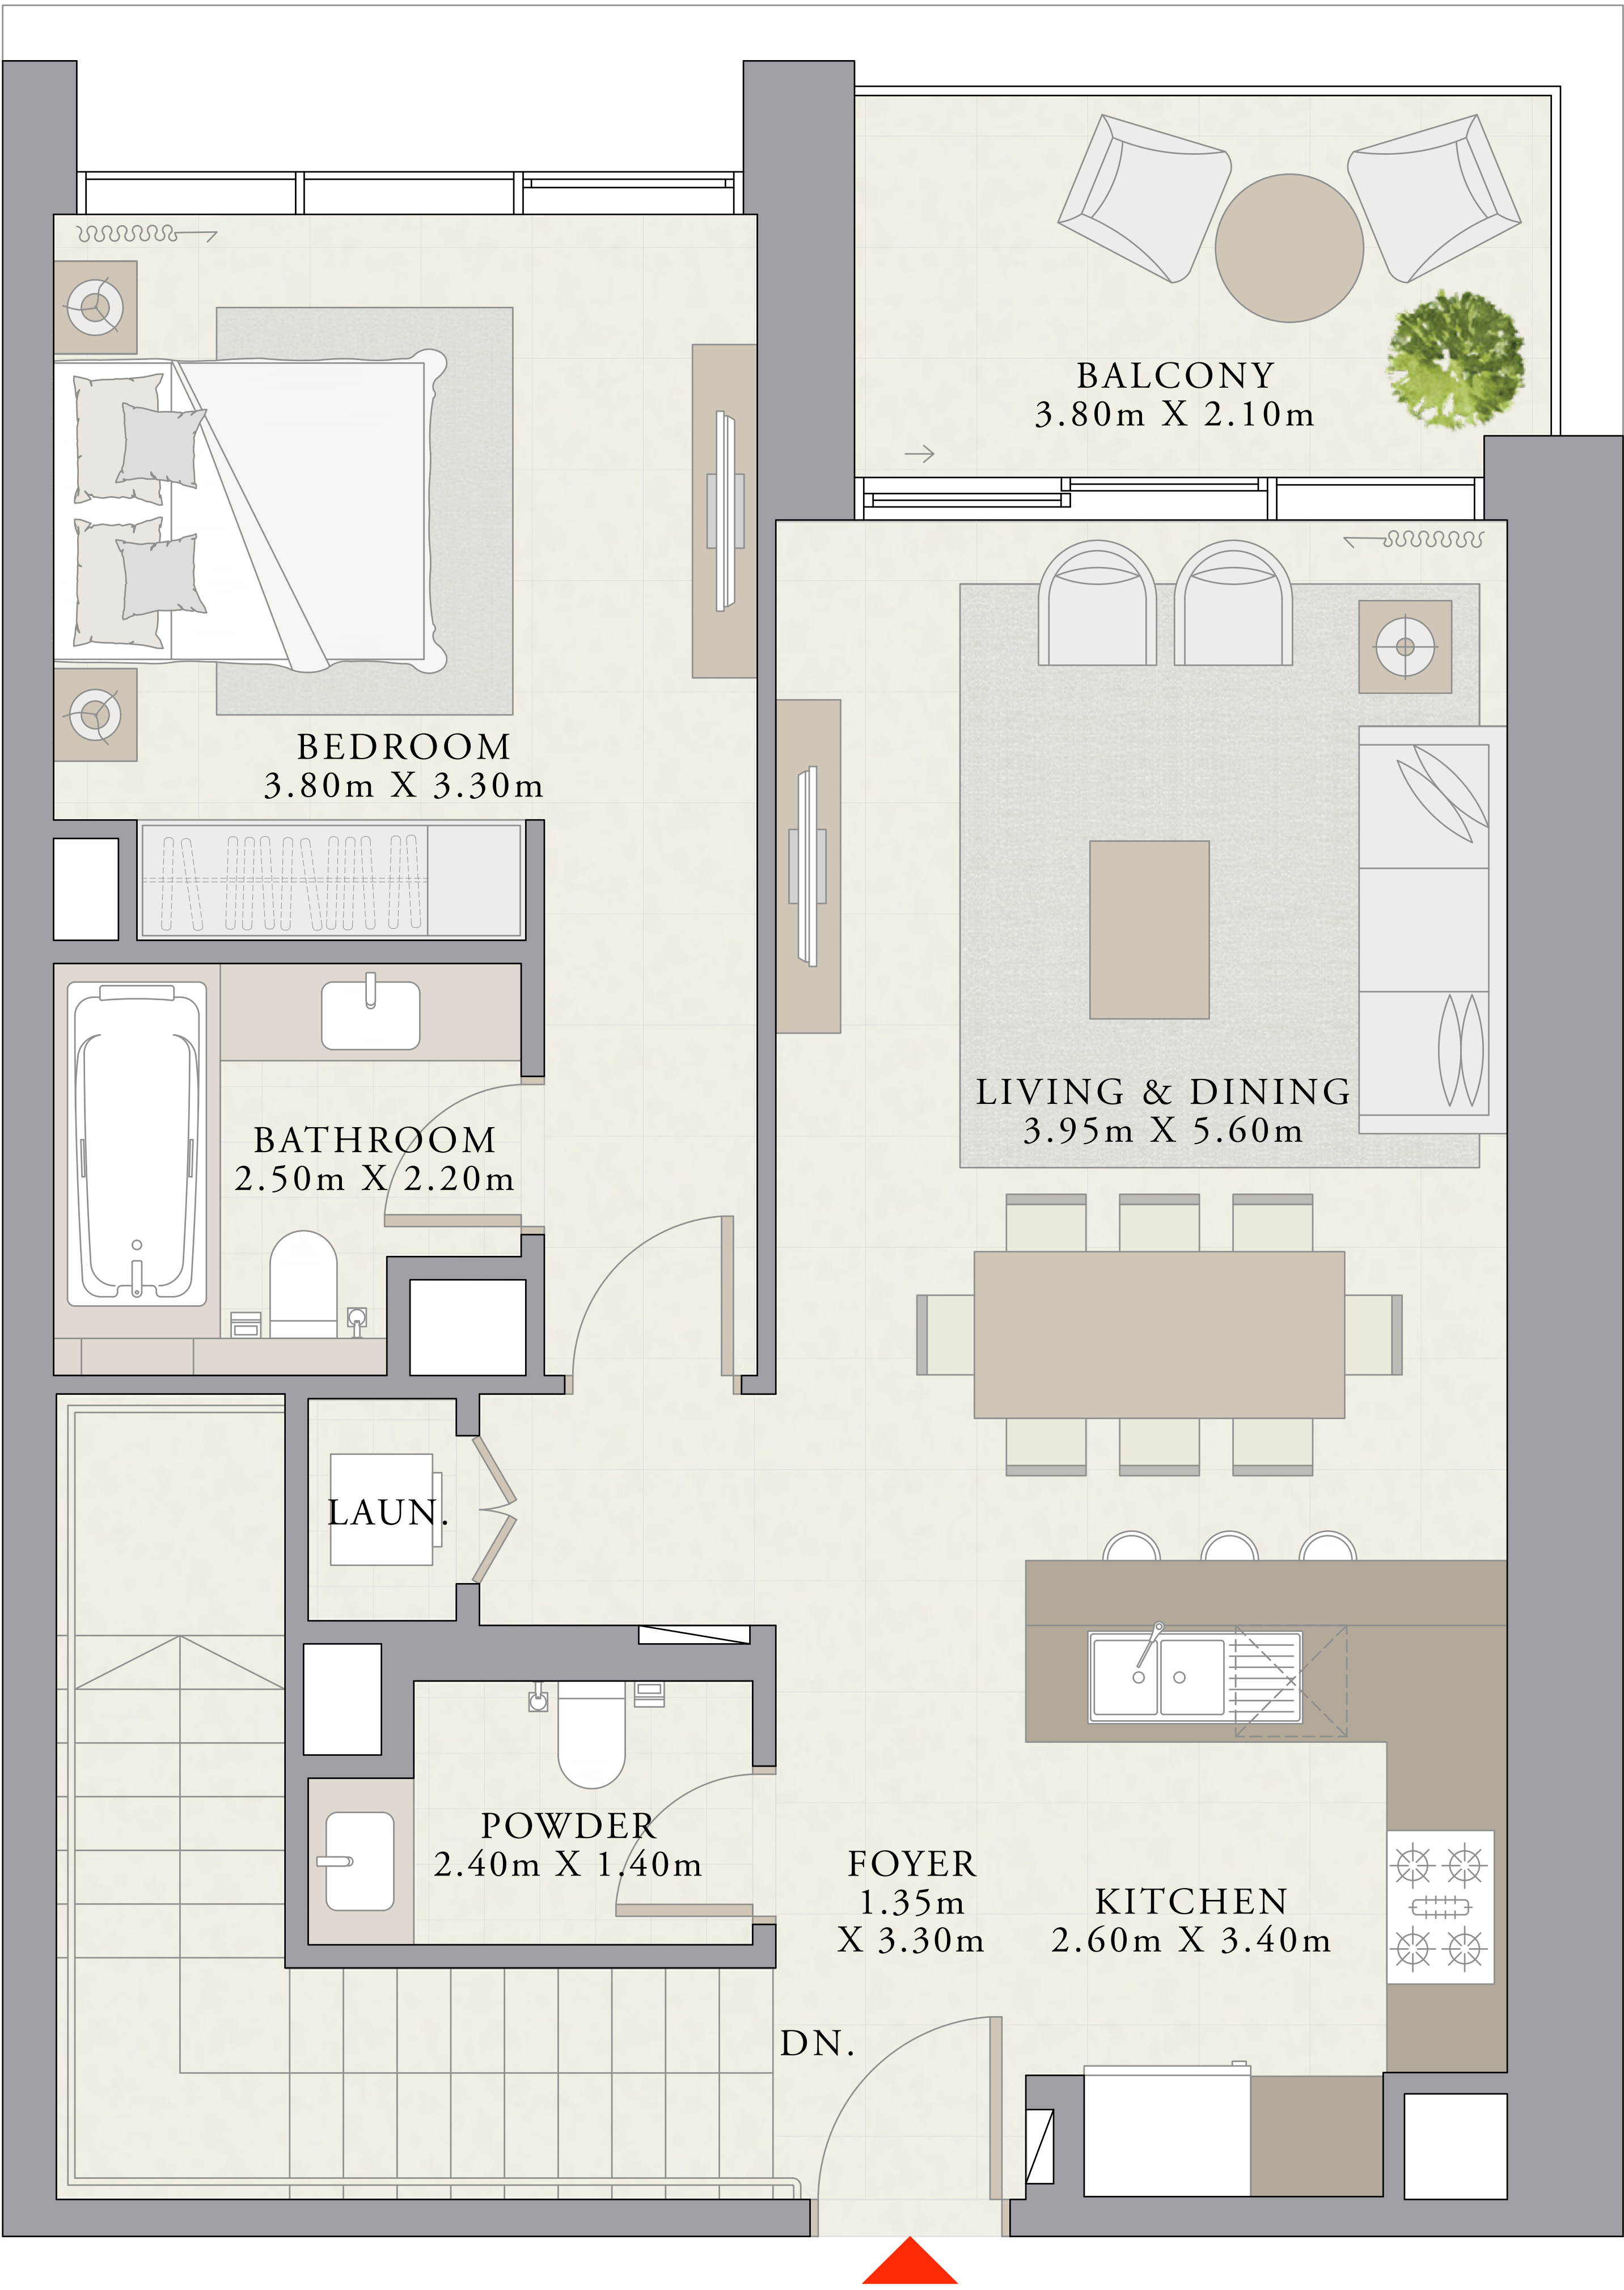 BALCONY
3.80m X 2.10m
BEDROOM
3.80m X 3.30m
LIVING & DINING
3.95m X 5.60m
BATHROOM
2.50m X 2.20m
LAUN.
POWDER
2.40m X 1.40m
FOYER
1.35m
X 3.30m
KITCHEN
2.60m X 3.40m
DN.